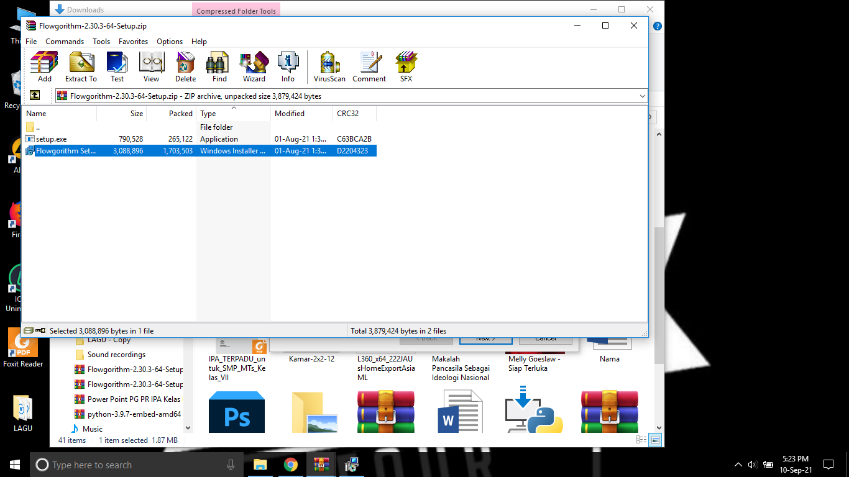 Downloads
Compressed Folder Tools
Flowgorithm-2.30.3-64-Setup.zip
File Commands Tools Favorites Options Help
Add Extract To Test View Delete Find Wizard Info VirusScan Comment SFX
Flowgorithm-2.30.3-64-Setup.zip - ZIP archive, unpacked size 3,879,424 bytes
Name Size Packed Type Modified CRC32
.. File folder
setup.exe 790,528 265,122 Application 01-Aug-21 1:3... C63BCA2B
Flowgorithm Set... 3,088,896 1,703,503 Windows Installer ... 01-Aug-21 1:3... D2204323
Selected 3,088,896 bytes in 1 file
Total 3,879,424 bytes in 2 files
LAGU - Copy
Sound recordings
Flowgorithm-2.30.3-64-Setup
Flowgorithm-2.30.3-64-Setup
Power Point PG PR IPA Kelas
python-3.9.7-embed-amd64
Music
IPA_TERPADU_un
tuk_SMP_MTs_Ke
las_VII
Kamar-2x2-12
L360_x64_222JAU
sHomeExportAsia
ML
Makalah
Pancasila Sebagai
Ideologi Nasional
Melly Goeslaw -
Siap Terluka
Nama
Ps
W
41 items 1 item selected 1.87 MB
PDF
Foxit Reader
LAGU
Type here to search
5:23 PM
10-Sep-21